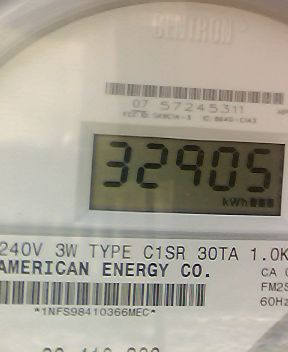 CENTRON
07 57245311
32905
kWh
240V 3W TYPE C1SR 30TA 1.0K
AMERICAN ENERGY CO.
CA
FM2S
60Hz
*1NFS98410366MEC*